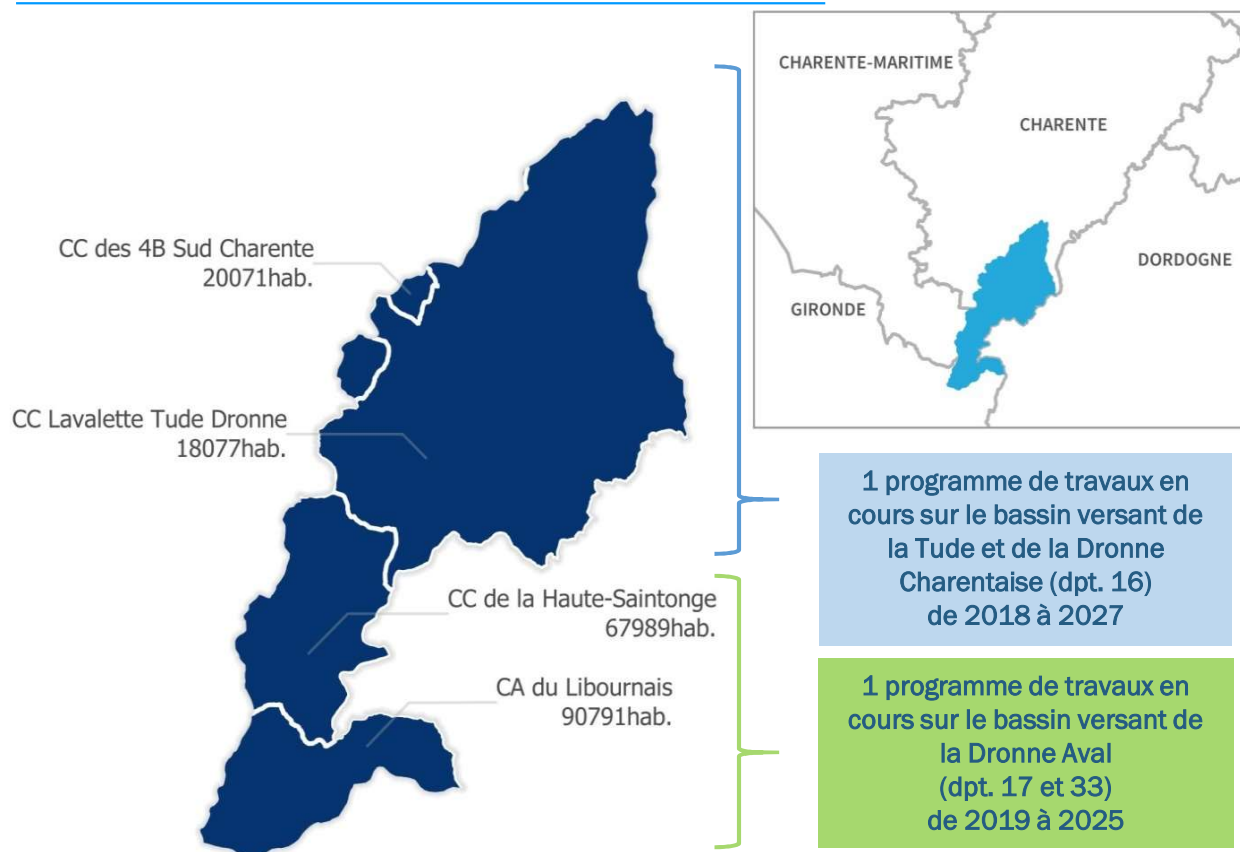 CC des 4B Sud Charente
20071hab.
CC Lavalette Tude Dronne
18077hab.
CC de la Haute-Saintonge
67989hab.
CA du Libournais
90791hab.
CHARENTE-MARITIME
CHARENTE
DORDOGNE
GIRONDE
1 programme de travaux en
cours sur le bassin versant de
la Tude et de la Dronne
Charentaise (dpt. 16)
de 2018 à 2027
1 programme de travaux en
cours sur le bassin versant de
la Dronne Aval
(dpt. 17 et 33)
de 2019 à 2025